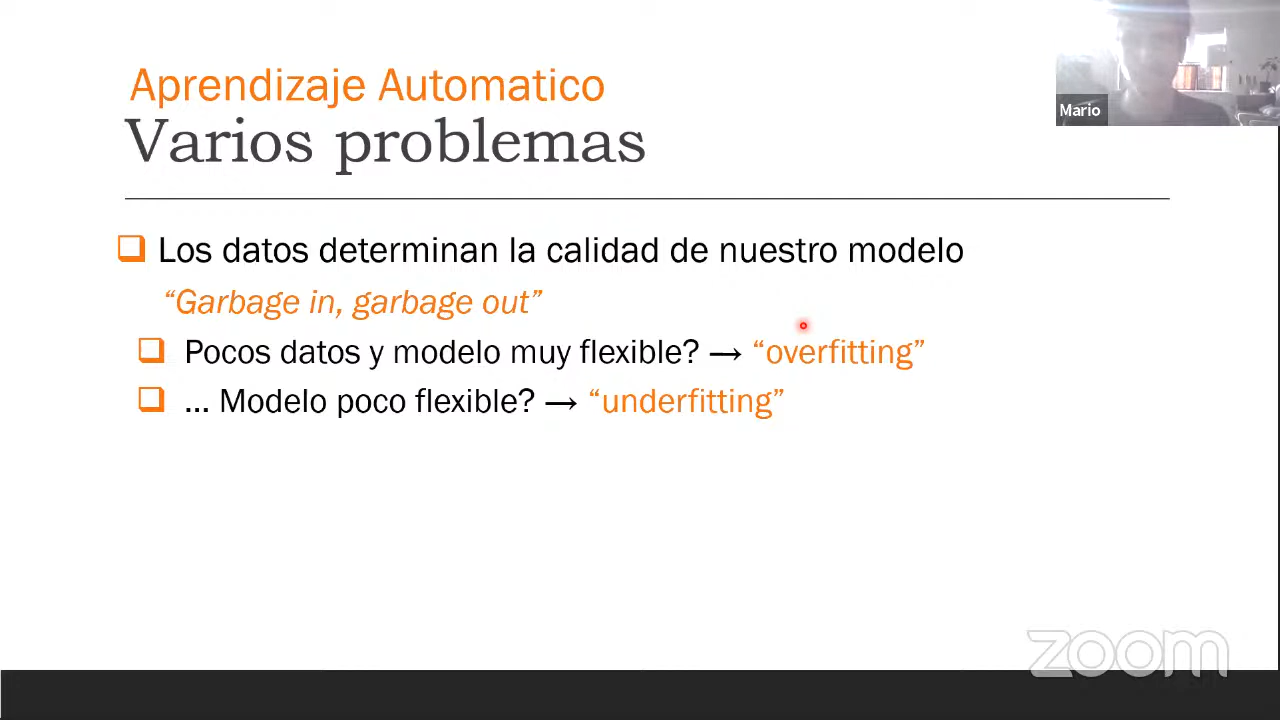 Aprendizaje Automatico
Varios problemas
Mario
Los datos determinan la calidad de nuestro modelo
“Garbage in, garbage out”
Pocos datos y modelo muy flexible? → “overfitting”
... Modelo poco flexible? → “underfitting”
zoom